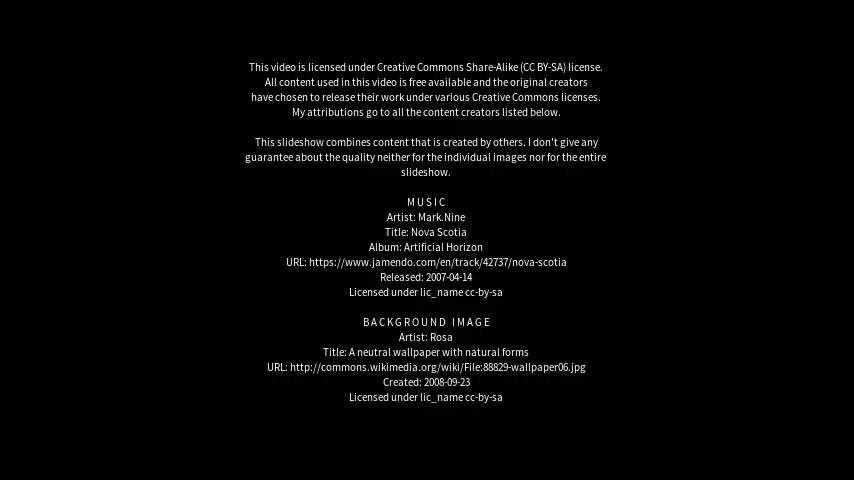 This video is licensed under Creative Commons Share-Alike (CC BY-SA) license.
All content used in this video is free available and the original creators
have chosen to release their work under various Creative Commons licenses.
My attributions go to all the content creators listed below.
This slideshow combines content that is created by others. I don't give any
guarantee about the quality neither for the individual images nor for the entire
slideshow.
MUSIC
Artist: Mark.Nine
Title: Nova Scotia
Album: Artificial Horizon
URL: https://www.jamendo.com/en/track/42737/nova-scotia
Released: 2007-04-14
Licensed under lic_name cc-by-sa
BACKGROUND IMAGE
Artist: Rosa
Title: A neutral wallpaper with natural forms
URL: http://commons.wikimedia.org/wiki/File:88829-wallpaper06.jpg
Created: 2008-09-23
Licensed under lic_name cc-by-sa